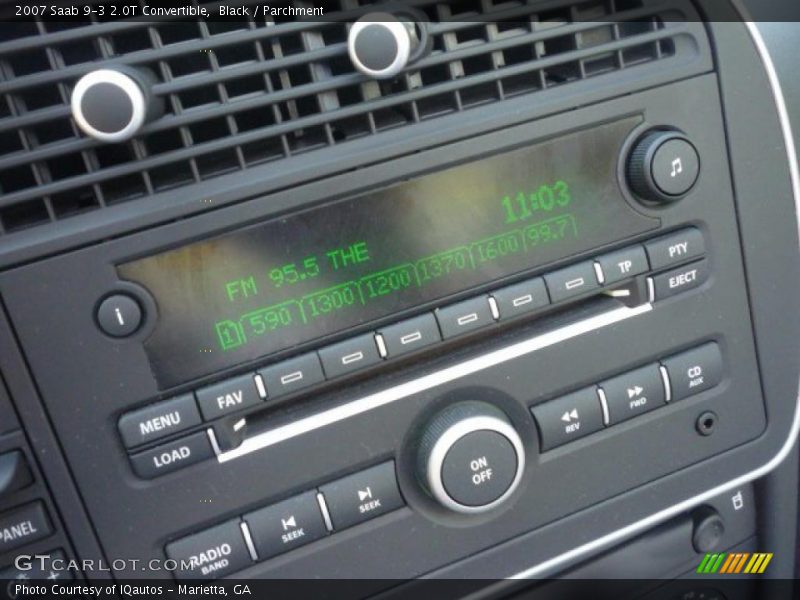 2007 Saab 9-3 2.0T Convertible, Black / Parchment
11:03
FM 95.5 THE
1 590 1300 1200 1370 1600 99.7
i
MENU
FAV
TP
PTY
LOAD
EJECT
ON
OFF
REV
FWD
CD
AUX
RADIO
BAND
SEEK
SEEK
PANEL
GTCARLOT.COM
Photo Courtesy of IQautos - Marietta, GA